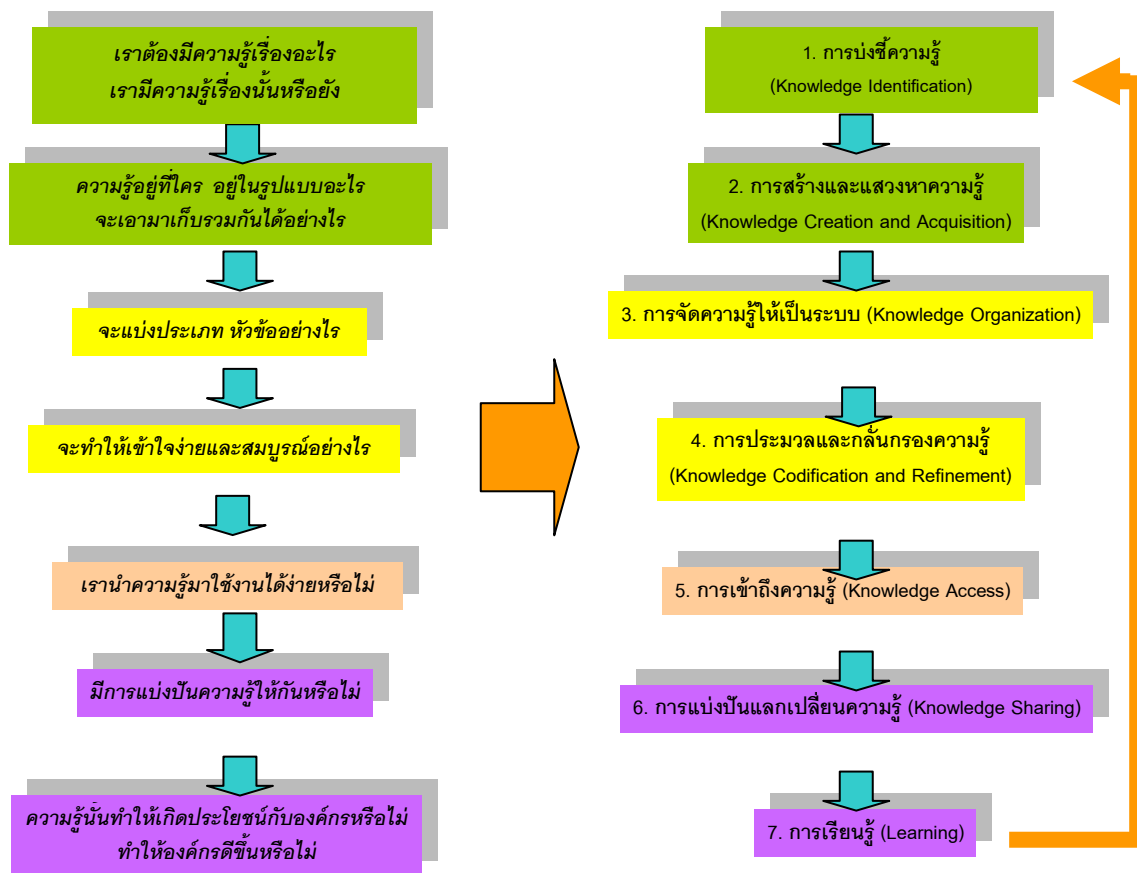 เราต้องมีความรู้เรื่องอะไร
เรามีความรู้เรื่องนั้นหรือยัง
ความรู้อยู่ที่ใคร อยู่ในรูปแบบอะไร
จะเอามาเก็บรวมกันได้อย่างไร
จะแบ่งประเภท หัวข้ออย่างไร
จะทำให้เข้าใจง่ายและสมบูรณ์อย่างไร
เรานำความรู้มาใช้งานได้ง่ายหรือไม่
มีการแบ่งปันความรู้ให้กันหรือไม่
ความรู้นั้นทำให้เกิดประโยชน์กับองค์กรหรือไม่
ทำให้องค์กรดีขึ้นหรือไม่
1. การบ่งชี้ความรู้
(Knowledge Identification)
2. การสร้างและแสวงหาความรู้
(Knowledge Creation and Acquisition)
3. การจัดความรู้ให้เป็นระบบ (Knowledge Organization)
4. การประมวลและกลั่นกรองความรู้
(Knowledge Codification and Refinement)
5. การเข้าถึงความรู้ (Knowledge Access)
6. การแบ่งปันแลกเปลี่ยนความรู้ (Knowledge Sharing)
7. การเรียนรู้ (Learning)